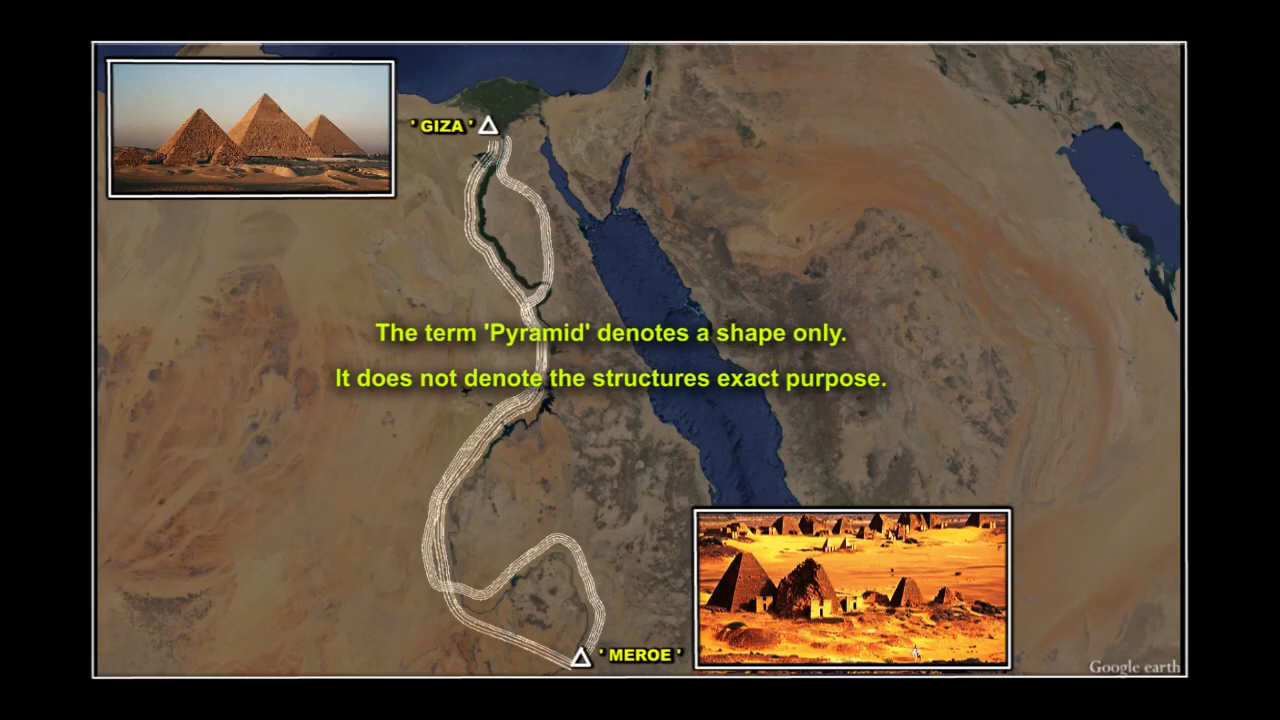 ' GIZA '
The term 'Pyramid' denotes a shape only.
It does not denote the structures exact purpose.
' MEROE '
Google earth